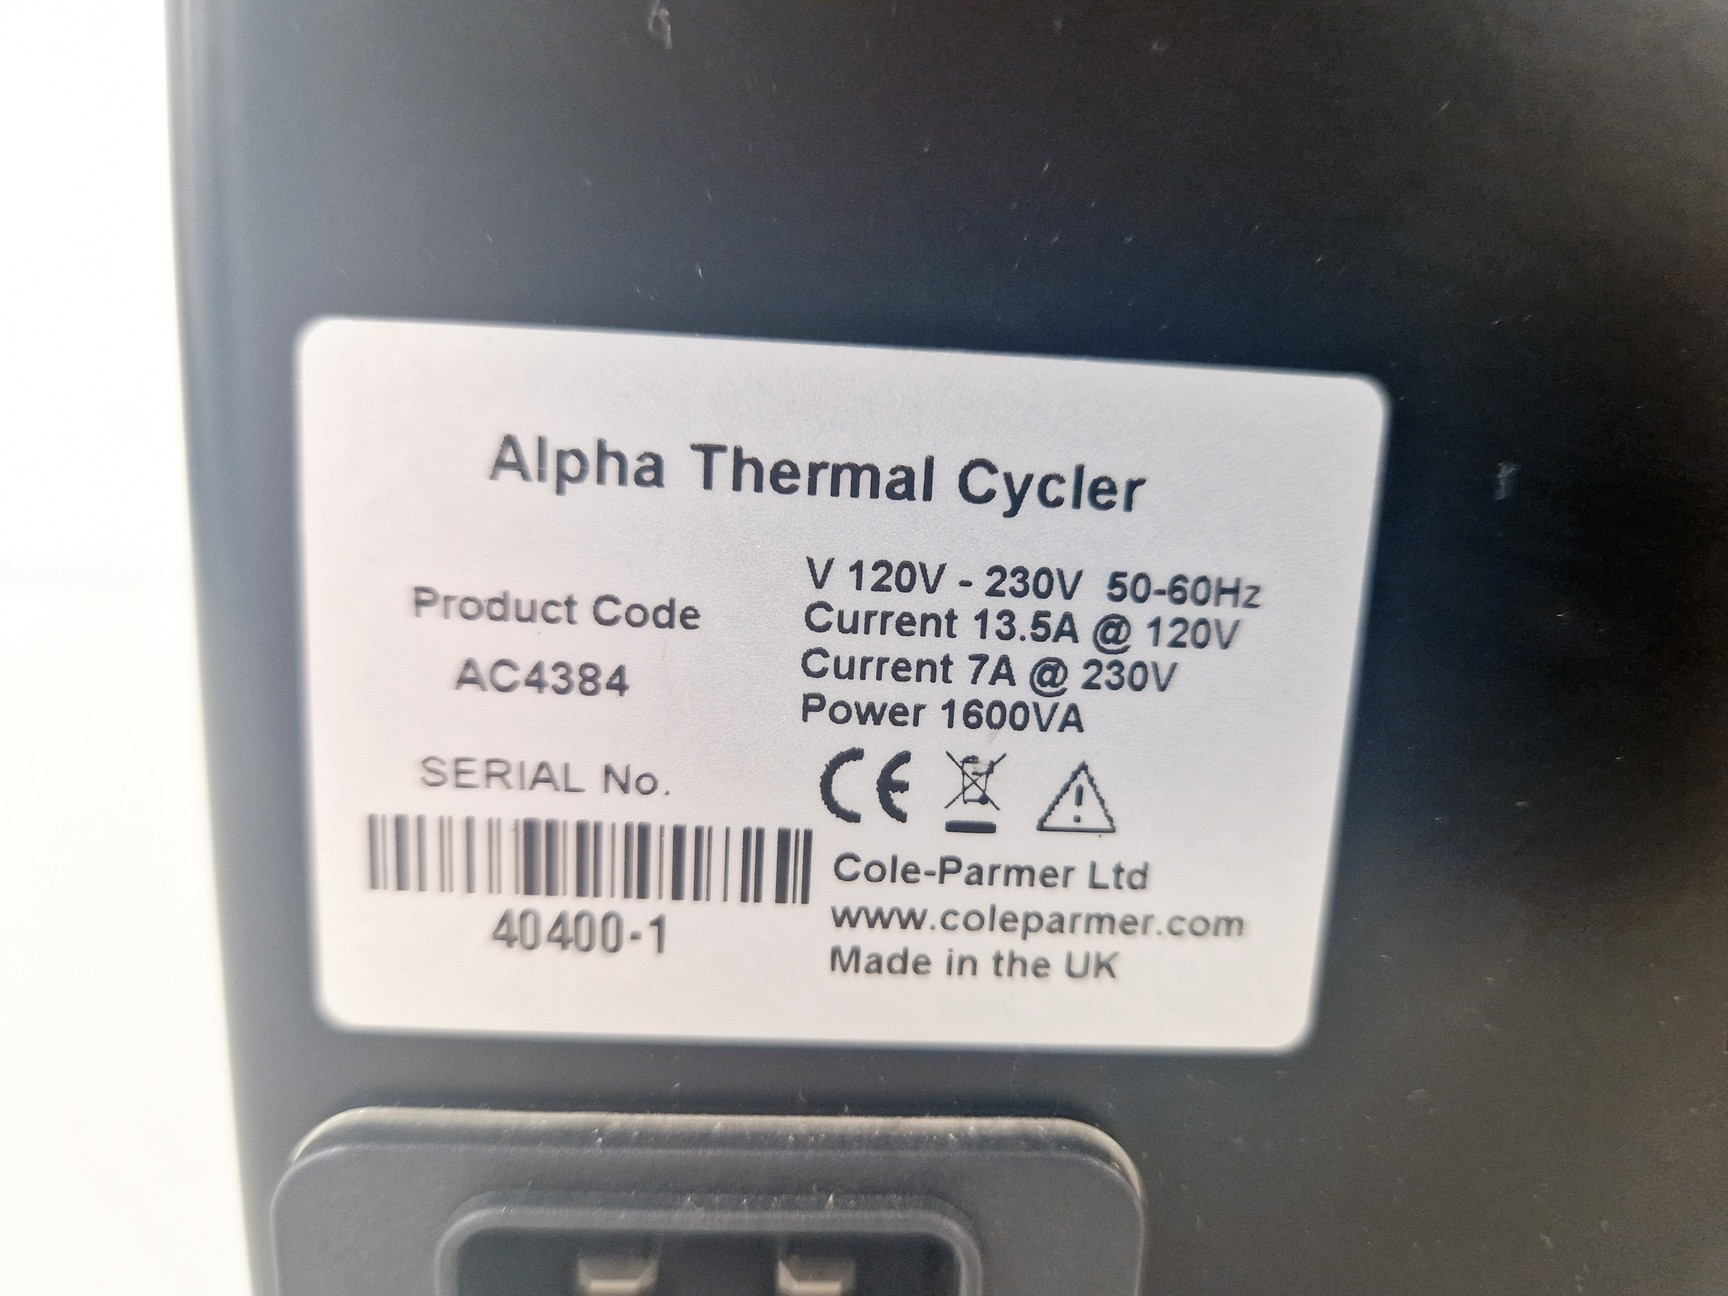 Alpha Thermal Cycler
Product Code
AC4384
SERIAL No.
40400-1
V 120V - 230V 50-60Hz
Current 13.5A @ 120V
Current 7A @ 230V
Power 1600VA
CE
Cole-Parmer Ltd
www.coleparmer.com
Made in the UK